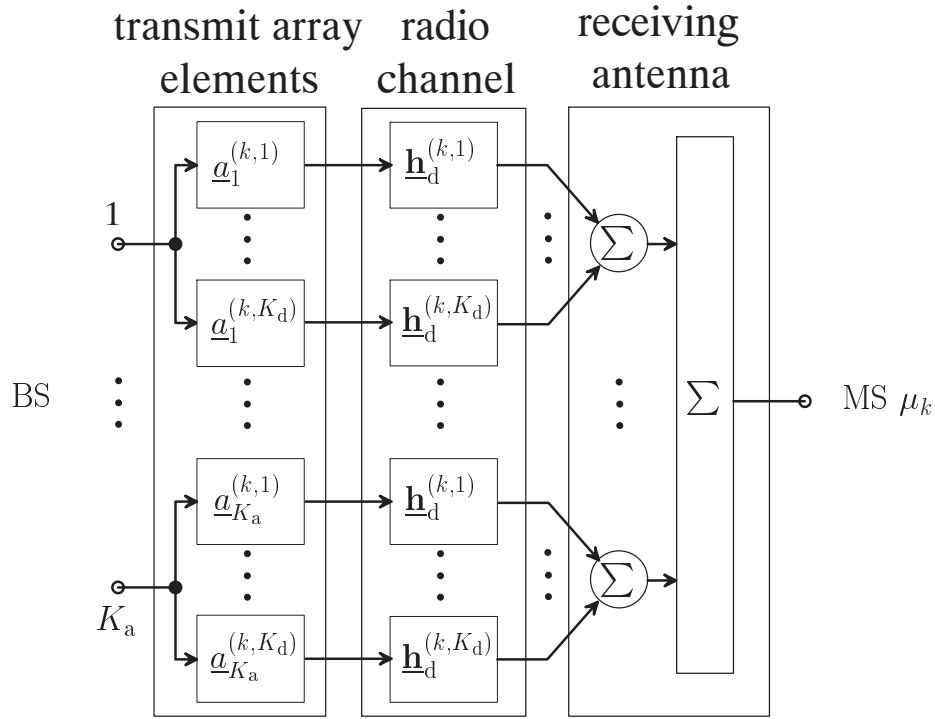 transmit array elements
radio channel
receiving antenna
1
a_1^{(k,1)}
h_d^{(k,1)}
Σ
a_1^{(k,K_d)}
h_d^{(k,K_d)}
BS
Σ
MS μ_k
a_{K_a}^{(k,1)}
h_d^{(k,1)}
K_a
Σ
a_{K_a}^{(k,K_d)}
h_d^{(k,K_d)}